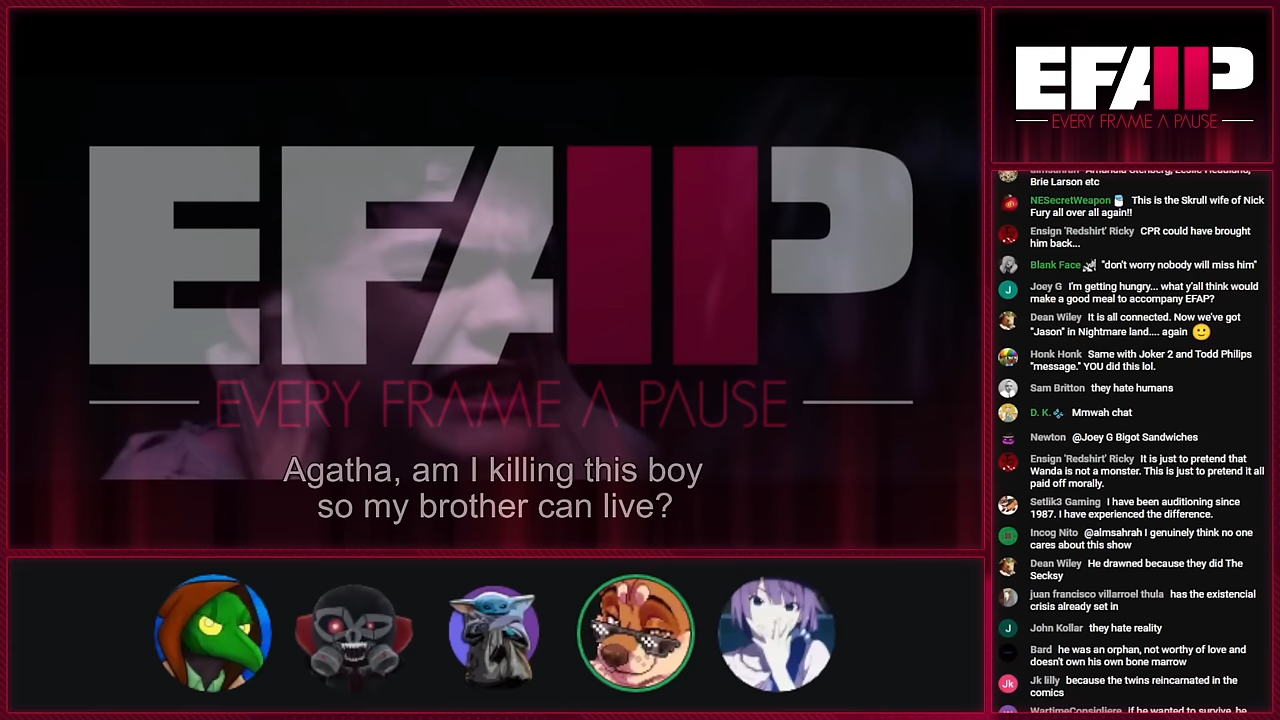 EFAP
EVERY FRAME A PAUSE
Agatha, am I killing this boy
so my brother can live?
EFAP
EVERY FRAME A PAUSE
Brie Larson etc
NESecretWeapon This is the Skrull wife of Nick
Fury all over all again!!
Ensign 'Redshirt' Ricky CPR could have brought
him back...
Blank Face "don't worry nobody will miss him"
Joey G I'm getting hungry... what y'all think would
make a good meal to accompany EFAP?
Dean Wiley It is all connected. Now we've got
"Jason" in Nightmare land.... again
Honk Honk Same with Joker 2 and Todd Philips
"message." YOU did this lol.
Sam Britton they hate humans
D. K. Mmwah chat
Newton @Joey G Bigot Sandwiches
Ensign 'Redshirt' Ricky It is just to pretend that
Wanda is not a monster. This is just to pretend it all
paid off morally.
Setlik3 Gaming I have been auditioning since
1987. I have experienced the difference.
Incog Nito @almsahrah I genuinely think no one
cares about this show
Dean Wiley He drawned because they did The
Secksy
juan francisco villarroel thula has the existencial
crisis already set in
J
John Kollar they hate reality
Bard he was an orphan, not worthy of love and
doesn't own his own bone marrow
Jk
Jk lilly because the twins reincarnated in the
comics
WartimeConsigliere if he wanted to survive, he